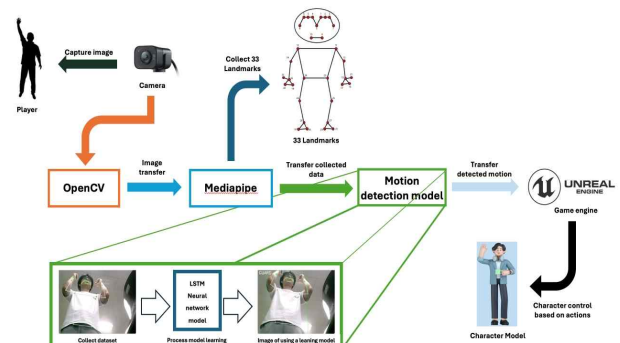 Capture image
Player
Camera
Collect 33
Landmarks
33 Landmarks
OpenCV
Image
transfer
Mediapipe
Transfer collected
data
Motion
detection model
Transfer
detected motion
UNREAL
ENGINE
Game engine
LSTM
Neural
network
model
Collect dataset
Process model learning
Image of using a leaning model
Character control
based on actions
Character Model